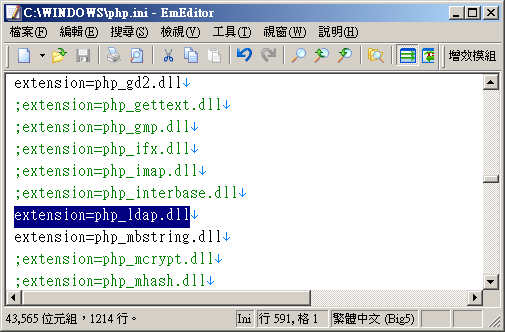 C:\WINDOWS\php.ini - EmEditor
檔案(F) 編輯(E) 搜尋(S) 檢視(V) 工具(T) 視窗(W) 說明(H)
增效模組
extension=php_gd2.dll↓
;extension=php_gettext.dll↓
;extension=php_gmp.dll↓
;extension=php_ifx.dll↓
;extension=php_imap.dll↓
;extension=php_interbase.dll↓
extension=php_ldap.dll↓
extension=php_mbstring.dll↓
;extension=php_mcrypt.dll↓
;extension=php_mhash.dll↓
43,565 位元組，1214 行。 Ini 行 591, 格 1 繁體中文 (Big5)